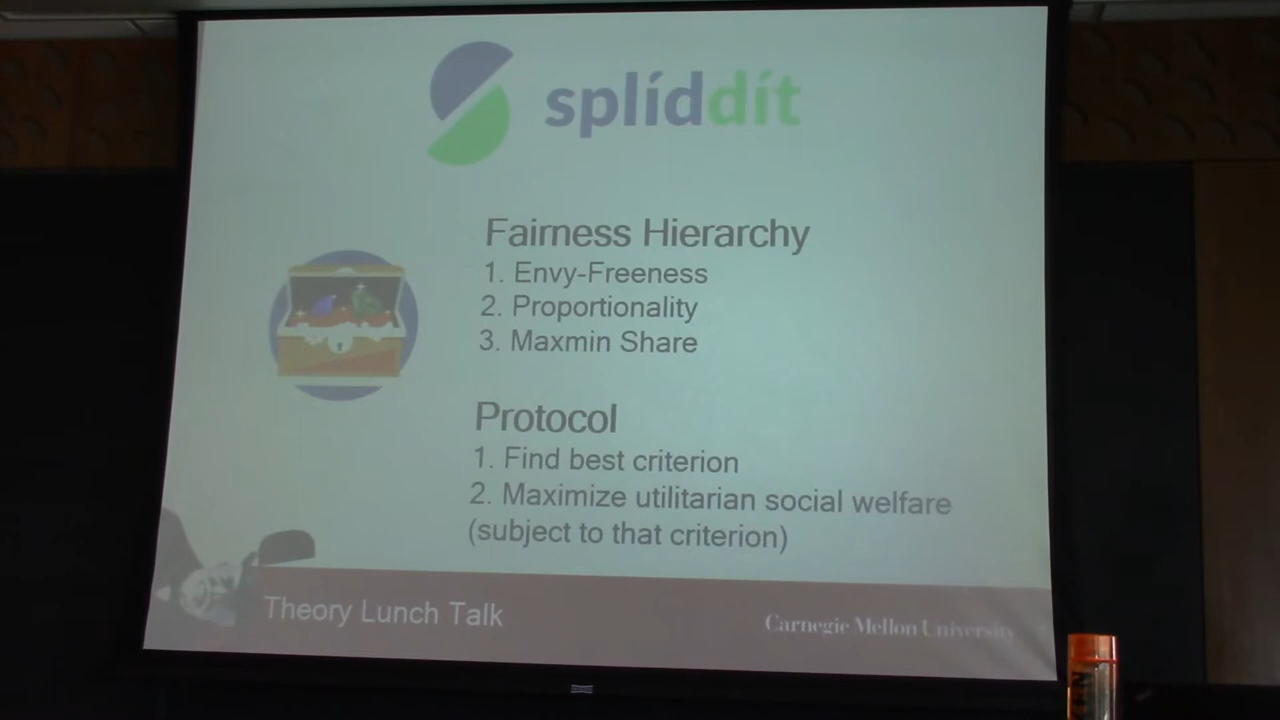 splíddít
Fairness Hierarchy
1. Envy-Freeness
2. Proportionality
3. Maxmin Share
Protocol
1. Find best criterion
2. Maximize utilitarian social welfare
(subject to that criterion)
Theory Lunch Talk
Carnegie Mellon University